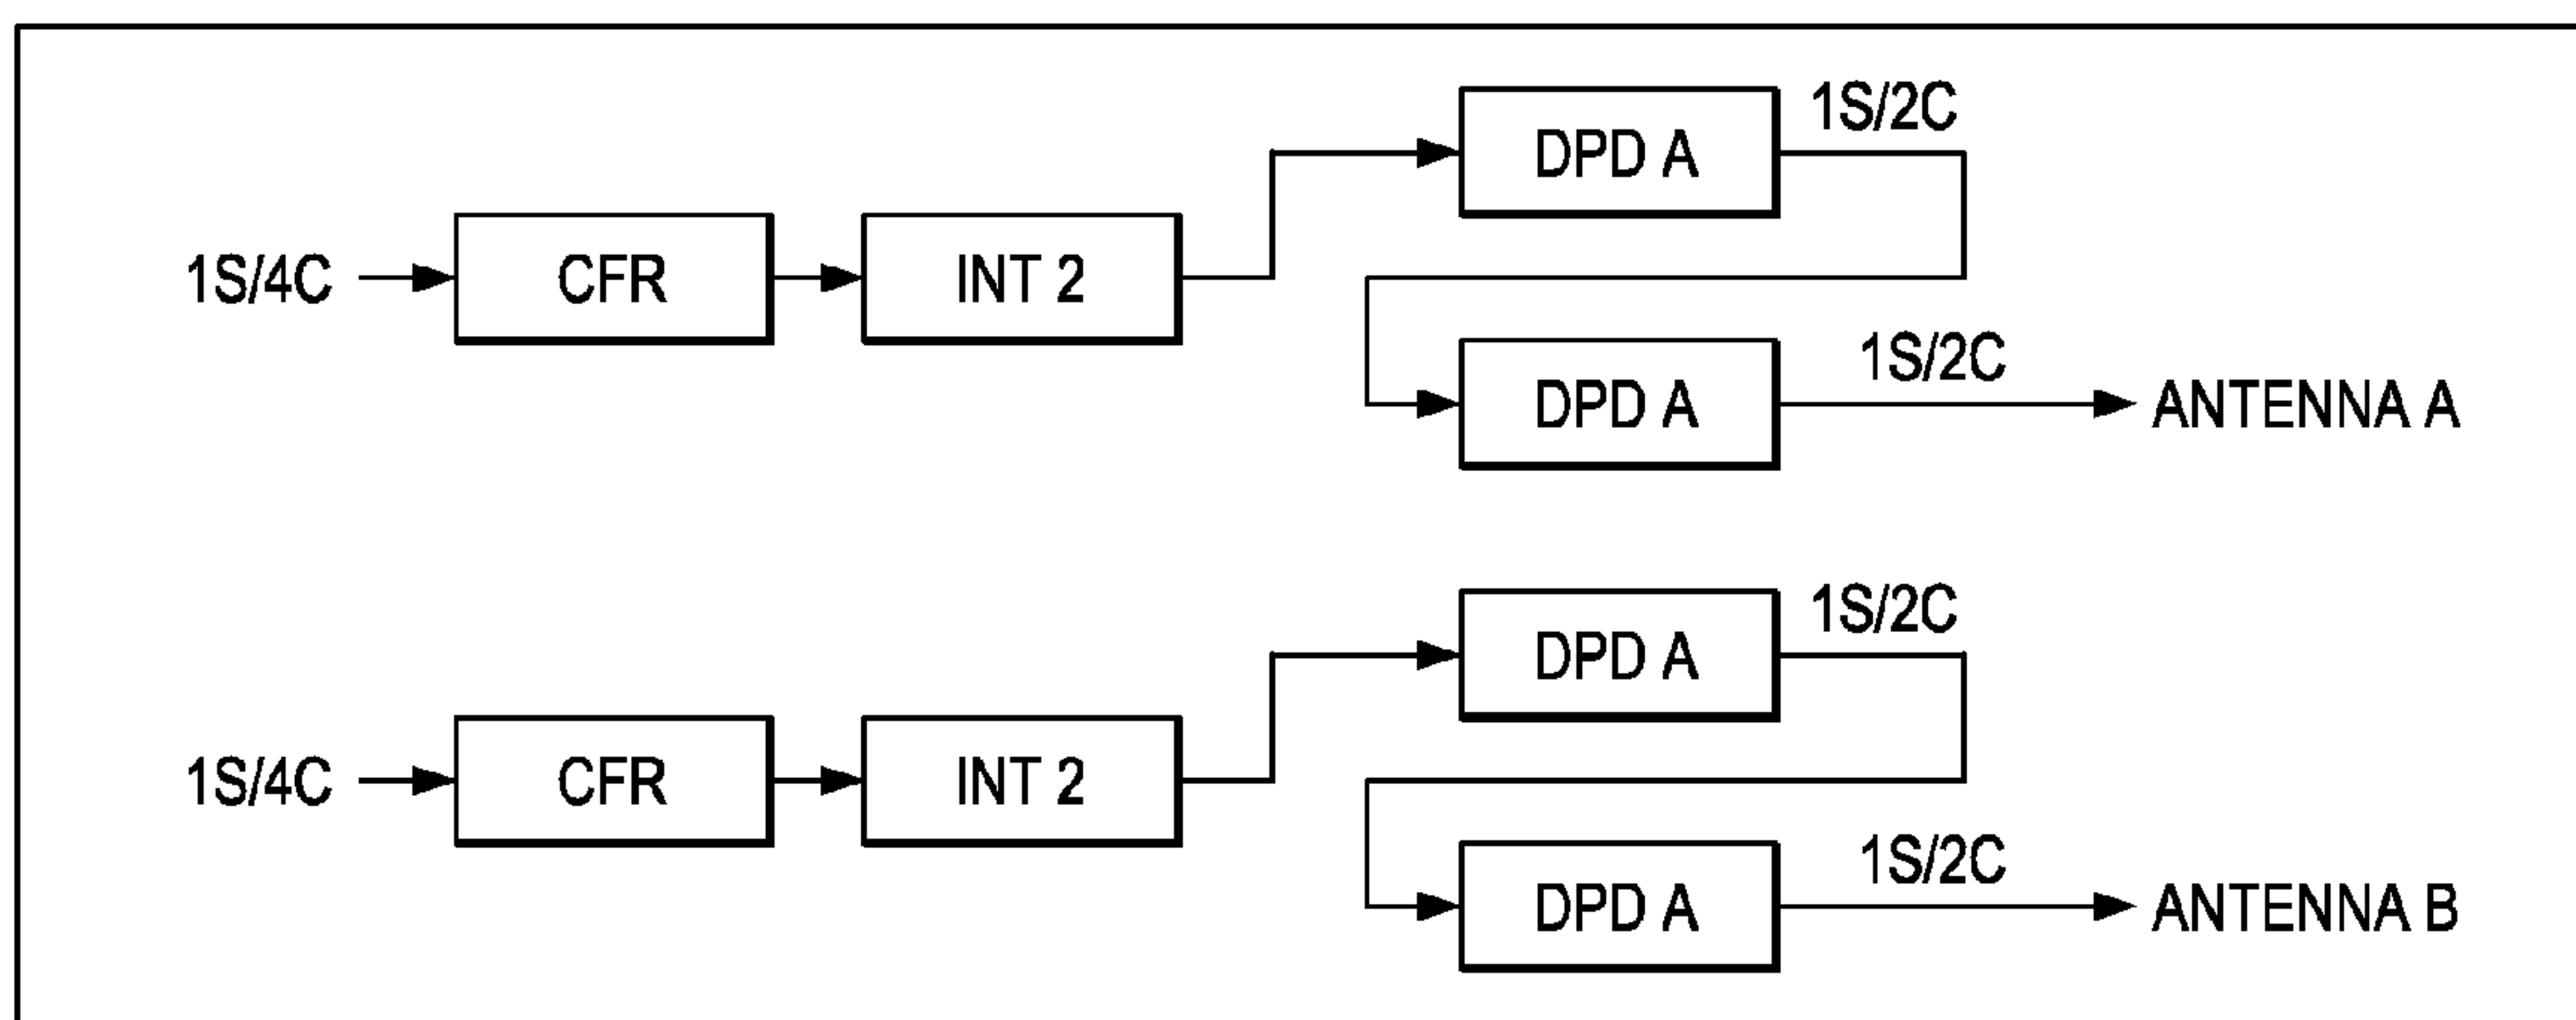 1S/4C
CFR
INT 2
DPD A
1S/2C
DPD A
1S/2C
ANTENNA A
1S/4C
CFR
INT 2
DPD A
1S/2C
DPD A
1S/2C
ANTENNA B